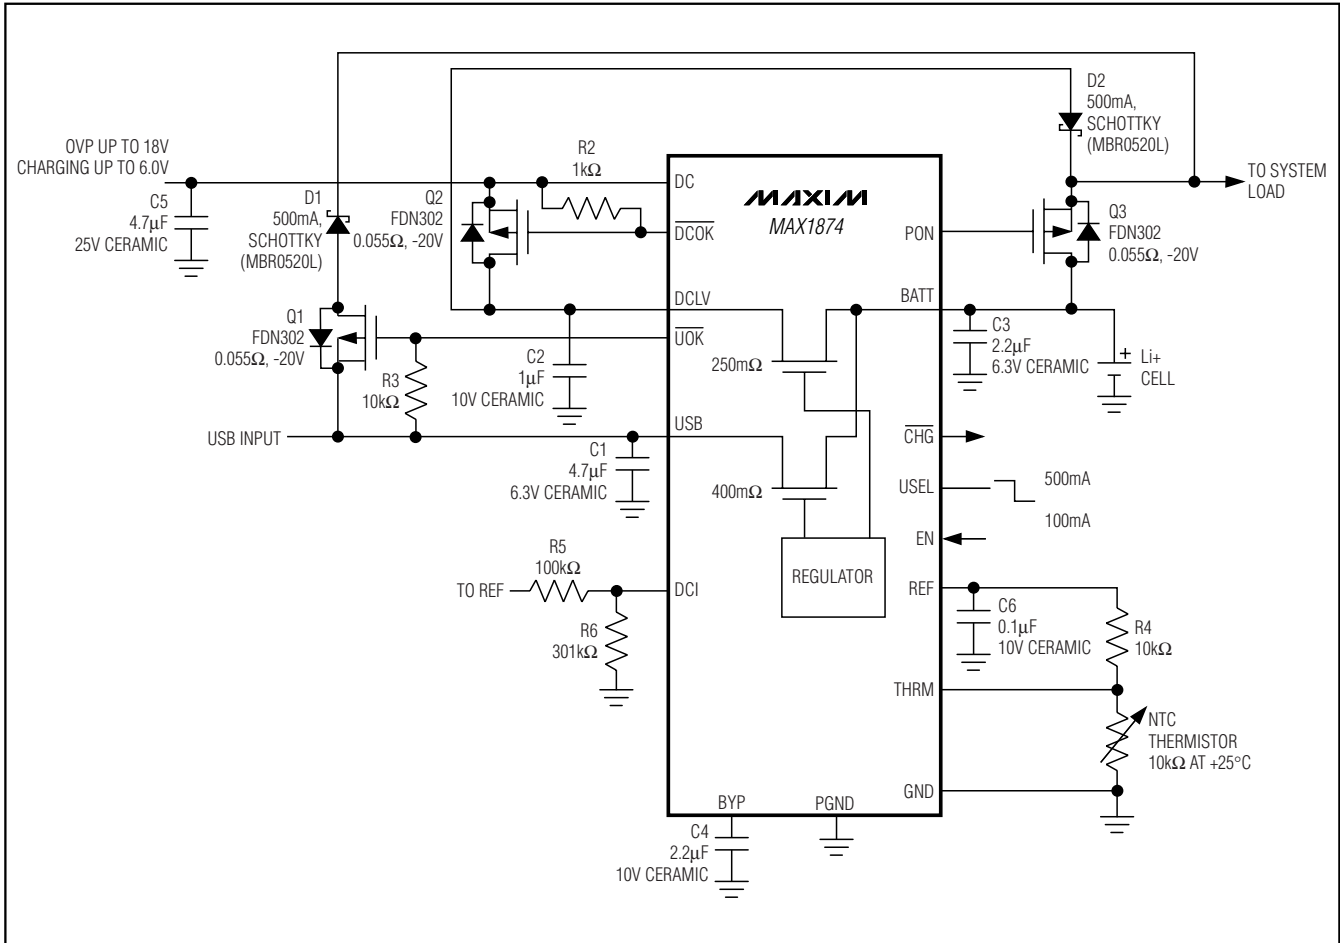 D2
500mA,
SCHOTTKY
(MBR0520L)
OVP UP TO 18V
CHARGING UP TO 6.0V
C5
4.7µF
25V CERAMIC
D1
500mA,
SCHOTTKY
(MBR0520L)
Q2
FDN302
0.055Ω, -20V
R2
1kΩ
DC
MAXIM
MAX1874
DCOK
PON
Q3
FDN302
0.055Ω, -20V
TO SYSTEM
LOAD
DCLV
BATT
Q1
FDN302
0.055Ω, -20V
UOK
R3
10kΩ
C2
1µF
10V CERAMIC
250mΩ
C3
2.2µF
6.3V CERAMIC
+
Li+
CELL
USB INPUT
USB
C1
4.7µF
6.3V CERAMIC
400mΩ
CHG
USEL
500mA
100mA
EN
REGULATOR
R5
100kΩ
TO REF
DCI
R6
301kΩ
REF
C6
0.1µF
10V CERAMIC
R4
10kΩ
THRM
NTC
THERMISTOR
10kΩ AT +25°C
GND
BYP
PGND
C4
2.2µF
10V CERAMIC